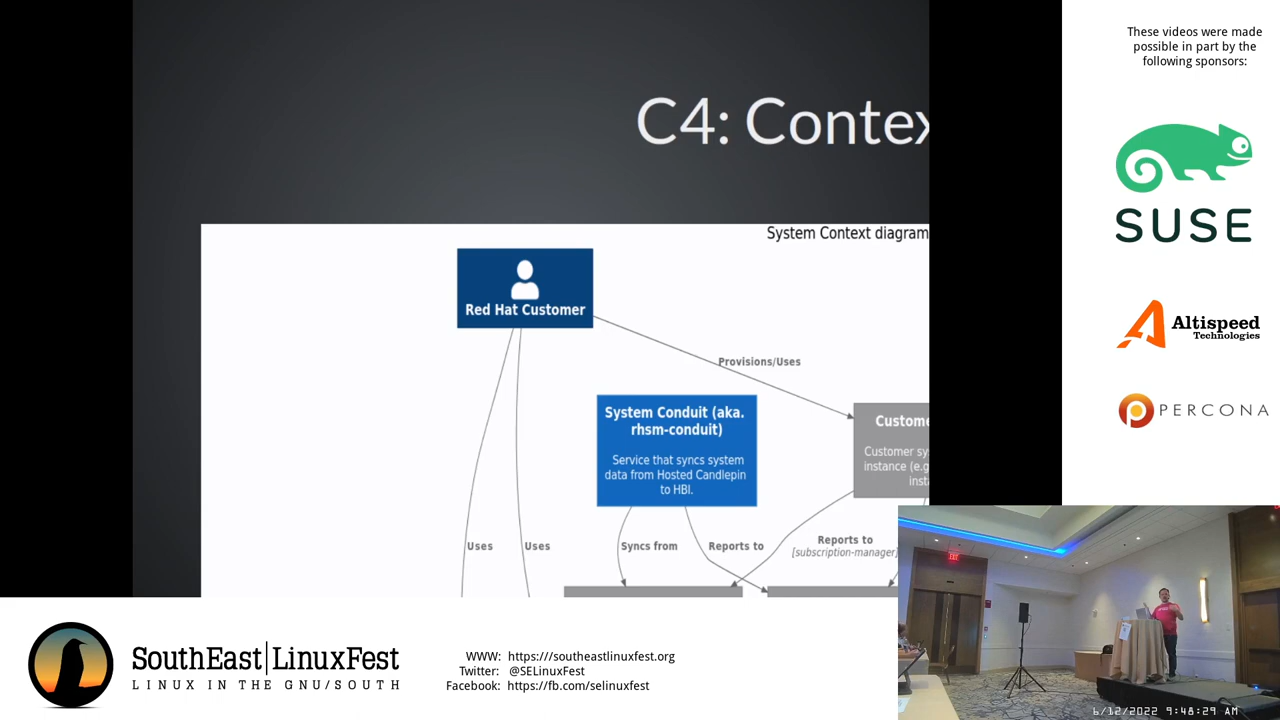 These videos were made
possible in part by the
following sponsors:
SUSE
Altispeed
Technologies
PERCONA
C4: Contex
System Context diagram
Red Hat Customer
Provisions/Uses
System Conduit (aka.
rhsm-conduit)
Service that syncs system
data from Hosted Candlepin
to HBI.
Custome
Customer sy
instance (e.g
inst
Uses
Uses
Syncs from
Reports to
Reports to
[subscription-manager]
SouthEast|LinuxFest
LINUX IN THE GNU/SOUTH
WWW: https:///southeastlinuxfest.org
Twitter: @SELinuxFest
Facebook: https://fb.com/selinuxfest
6/12/2022 9:48:29 AM